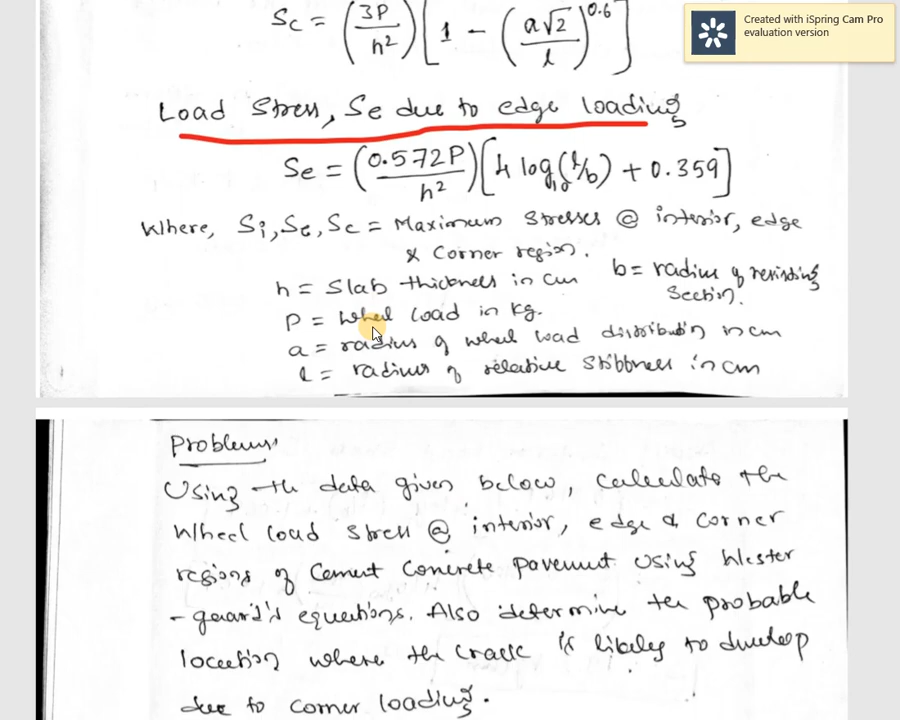 Sc = (3P/h²) [1 - (a√2/l)^0.6]
Created with iSpring Cam Pro
evaluation version
Load Stress, Se due to edge loading
Se = (0.572P/h²) [4 log₁₀(l/b) + 0.359]
Where, Si, Se, Sc = Maximum Stresses @ interior, edge
& Corner region.
h = Slab thickness in cm
b = radius of resisting
Section.
P = wheel load in kg.
a = radius of wheel load distribution in cm
l = radius of relative Stiffness in cm
Problems
Using the data given below, calculate the
wheel load stress @ interior, edge & corner
regions of Cement Concrete pavement using Wester
-gaard's equations. Also determine the probable
location where the crack is likely to develop
due to corner loading.